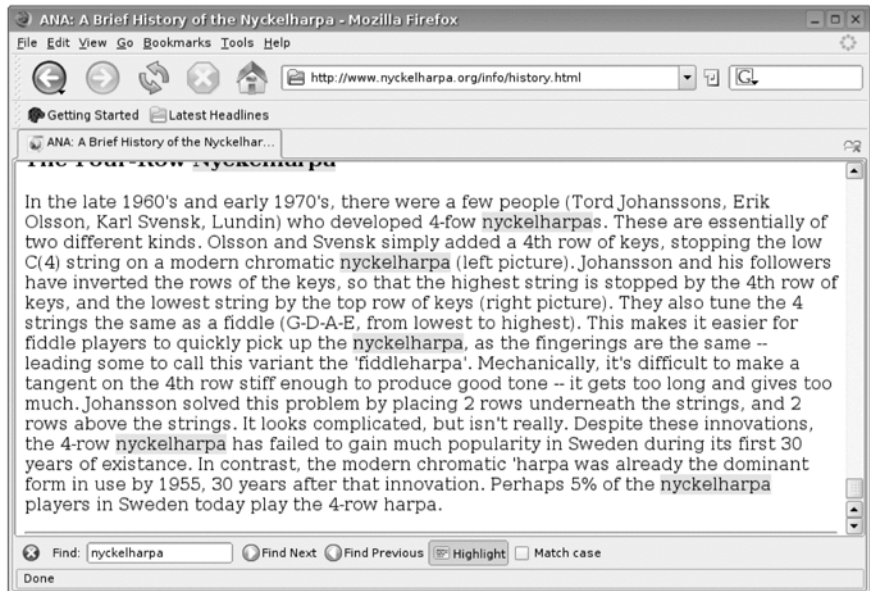 ANA: A Brief History of the Nyckelharpa - Mozilla Firefox
File Edit View Go Bookmarks Tools Help
http://www.nyckelharpa.org/info/history.html
G
Getting Started Latest Headlines
ANA: A Brief History of the Nyckelhar...
The Four-Row Nyckelharpa
In the late 1960's and early 1970's, there were a few people (Tord Johanssons, Erik
Olsson, Karl Svensk, Lundin) who developed 4-fow nyckelharpas. These are essentially of
two different kinds. Olsson and Svensk simply added a 4th row of keys, stopping the low
C(4) string on a modern chromatic nyckelharpa (left picture). Johansson and his followers
have inverted the rows of the keys, so that the highest string is stopped by the 4th row of
keys, and the lowest string by the top row of keys (right picture). They also tune the 4
strings the same as a fiddle (G-D-A-E, from lowest to highest). This makes it easier for
fiddle players to quickly pick up the nyckelharpa, as the fingerings are the same --
leading some to call this variant the 'fiddleharpa'. Mechanically, it's difficult to make a
tangent on the 4th row stiff enough to produce good tone -- it gets too long and gives too
much. Johansson solved this problem by placing 2 rows underneath the strings, and 2
rows above the strings. It looks complicated, but isn't really. Despite these innovations,
the 4-row nyckelharpa has failed to gain much popularity in Sweden during its first 30
years of existance. In contrast, the modern chromatic 'harpa was already the dominant
form in use by 1955, 30 years after that innovation. Perhaps 5% of the nyckelharpa
players in Sweden today play the 4-row harpa.
Find: nyckelharpa Find Next Find Previous Highlight Match case
Done